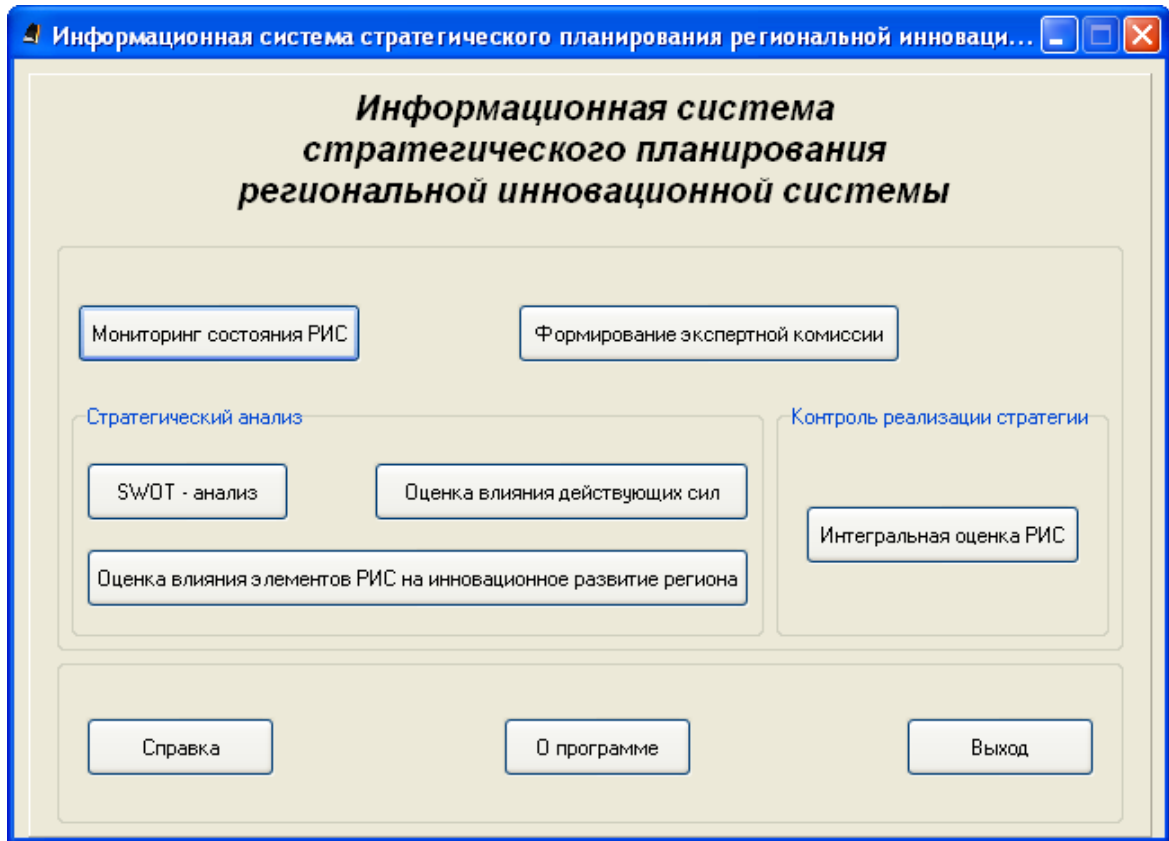 Информационная система стратегического планирования региональной инноваци...
Информационная система
стратегического планирования
региональной инновационной системы
Мониторинг состояния РИС
Формирование экспертной комиссии
Стратегический анализ
Контроль реализации стратегии
SWOT - анализ
Оценка влияния действующих сил
Интегральная оценка РИС
Оценка влияния элементов РИС на инновационное развитие региона
Справка
О программе
Выход